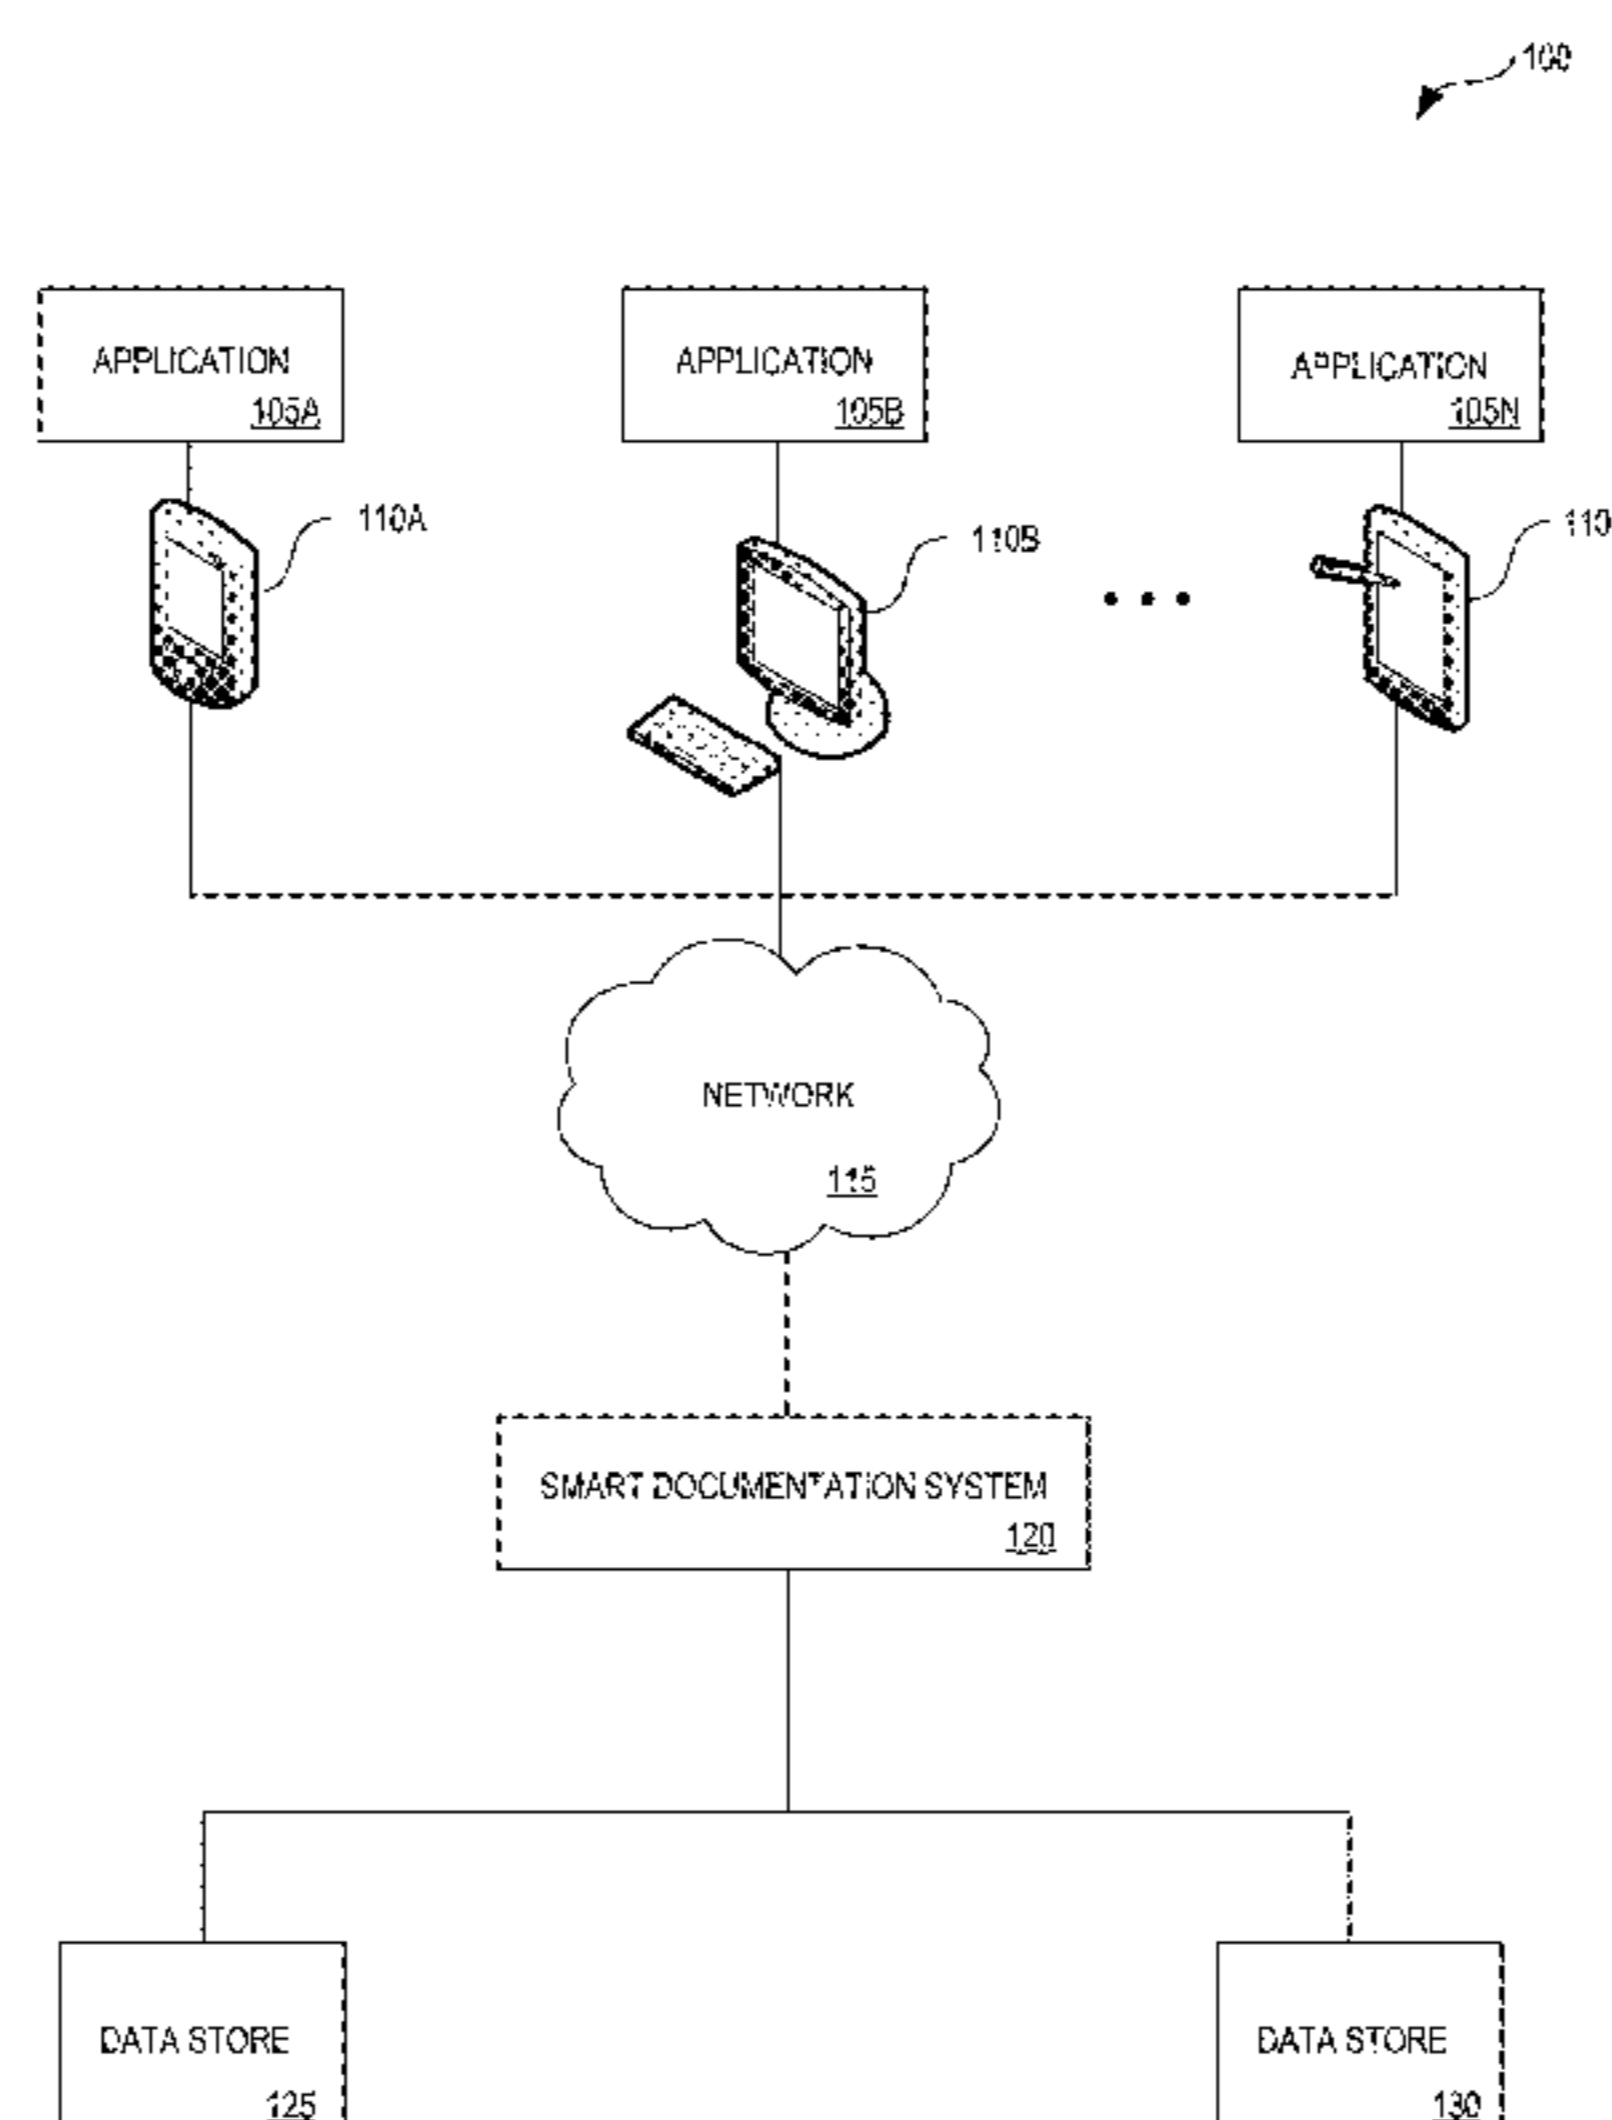 100
APPLICATION
105A
APPLICATION
105B
APPLICATION
105N
110A
110B
110
NETWORK
115
SMART DOCUMENTATION SYSTEM
120
DATA STORE
125
DATA STORE
130